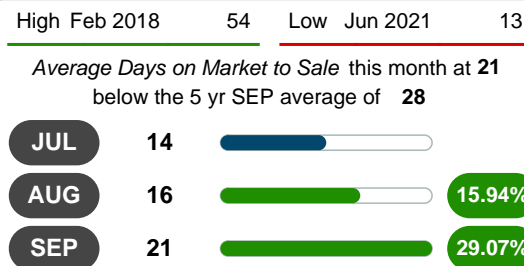 High Feb 2018 54 Low Jun 2021 13
Average Days on Market to Sale this month at 21
below the 5 yr SEP average of 28
JUL 14
AUG 16 15.94%
SEP 21 29.07%